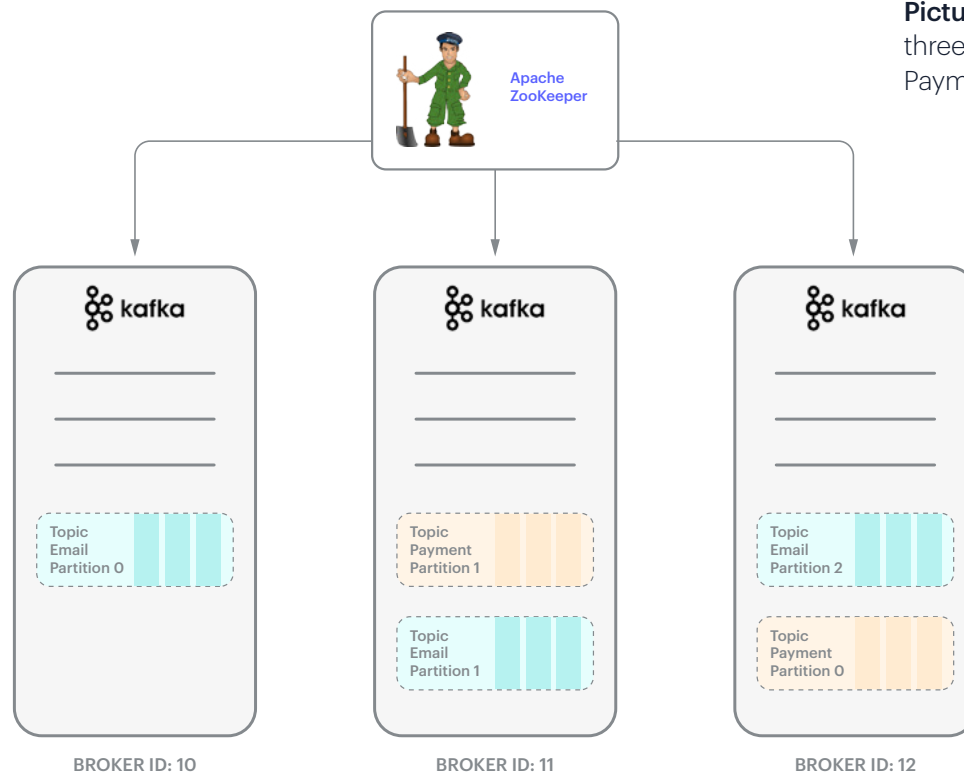 Pictu
three
Paym
Apache
ZooKeeper
kafka
kafka
kafka
Topic
Email
Partition 0
Topic
Payment
Partition 1
Topic
Email
Partition 2
Topic
Email
Partition 1
Topic
Payment
Partition 0
BROKER ID: 10
BROKER ID: 11
BROKER ID: 12